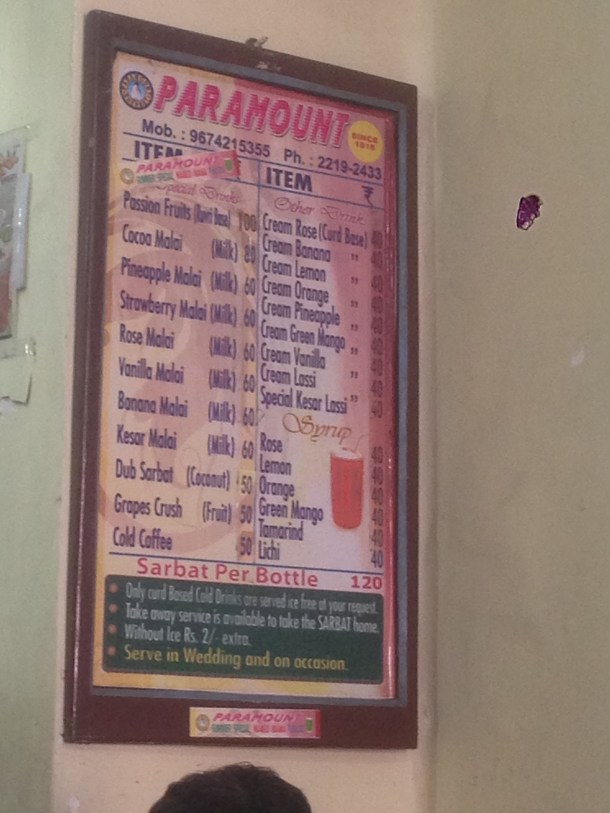 PARAMOUNT
SINCE 1918
Mob. : 9674215355 Ph. : 2219-2433
ITEM
PARAMOUNT
Special Drinks
Passion Fruits 100
Cocoa Malai (Milk) 80
Pineapple Malai (Milk) 60
Strawberry Malai (Milk) 60
Rose Malai (Milk) 60
Vanilla Malai (Milk) 60
Banana Malai (Milk) 60
Kesar Malai (Milk) 60
Dub Sarbat (Coconut) 50
Grapes Crush (Fruit) 50
Cold Coffee 50
ITEM ₹
Other Drink
Cream Rose (Curd Base) 40
Cream Banana " 40
Cream Lemon " 40
Cream Orange " 40
Cream Pineapple " 40
Cream Green Mango " 40
Cream Vanilla " 40
Cream Lassi " 40
Special Kesar Lassi " 40
Syrup
Rose 40
Lemon 40
Orange 40
Green Mango 40
Tamarind 40
Lichi 40
Sarbat Per Bottle 120
Only curd Based Cold Drinks are served ice free at your request.
Take away service is available to take the SARBAT home.
Without Ice Rs. 2/- extra.
Serve in Wedding and on occasion.
PARAMOUNT